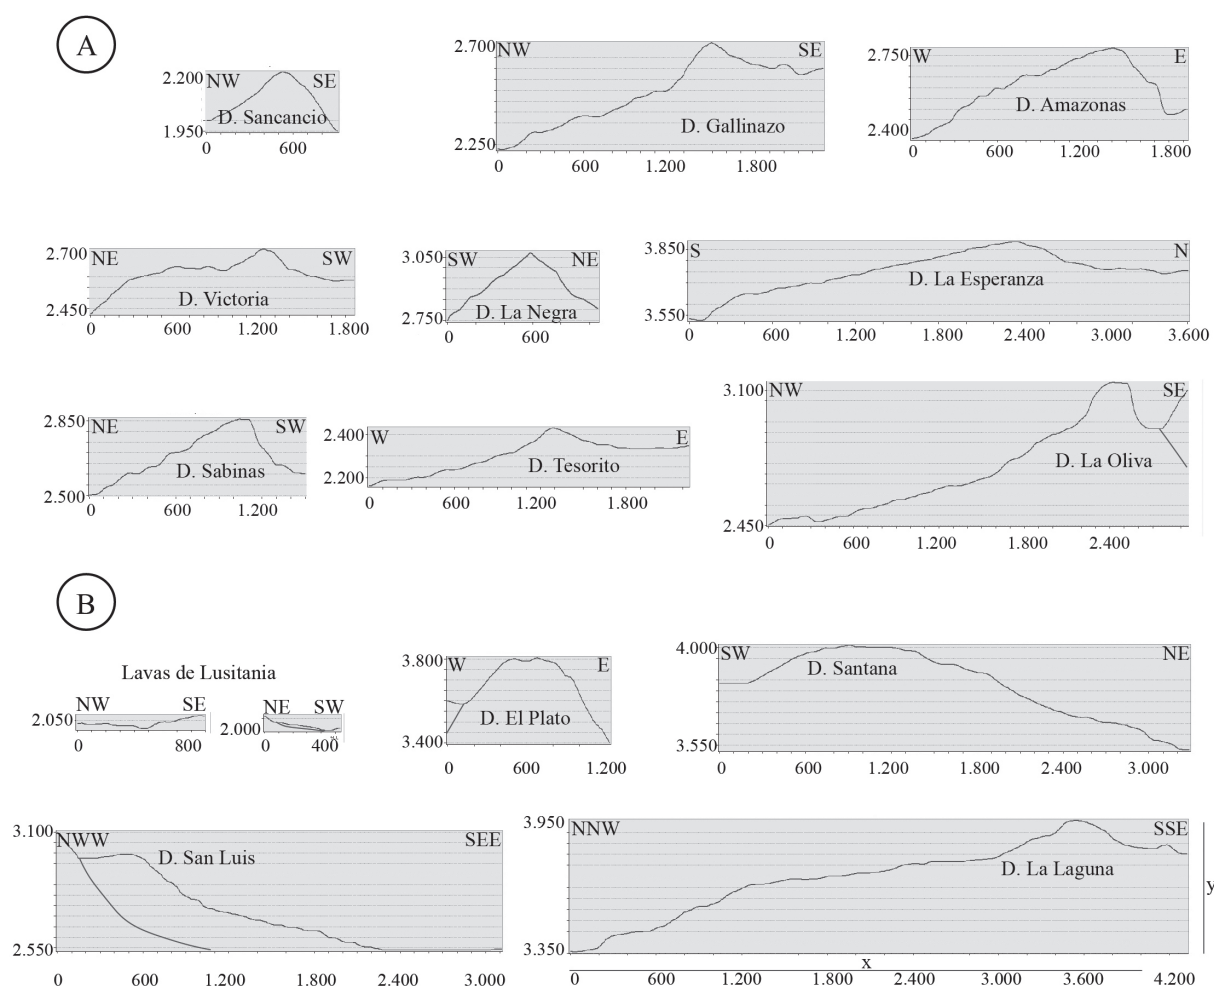 A
2.200 NW SE
D. Sancancio
1.950
0 600
2.700 NW SE
D. Gallinazo
2.250
0 600 1.200 1.800
2.750 W E
D. Amazonas
2.400
0 600 1.200 1.800
2.700 NE SW
D. Victoria
2.450
0 600 1.200 1.800
3.050 SW NE
D. La Negra
2.750
0 600
3.850 S N
D. La Esperanza
3.550
0 600 1.200 1.800 2.400 3.000 3.600
2.850 NE SW
D. Sabinas
2.500
0 600 1.200
2.400 W E
D. Tesorito
2.200
0 600 1.200 1.800
3.100 NW SE
D. La Oliva
2.450
0 600 1.200 1.800 2.400
B
Lavas de Lusitania
NW SE
2.050
0 800
NE SW
2.000
0 400
3.800 W E
D. El Plato
3.400
0 600 1.200
4.000 SW NE
D. Santana
3.550
0 600 1.200 1.800 2.400 3.000
3.100 NWW SEE
D. San Luis
2.550
0 600 1.200 1.800 2.400 3.000
3.950 NNW SSE
D. La Laguna
y
3.350
x
0 600 1.200 1.800 2.400 3.000 3.600 4.200